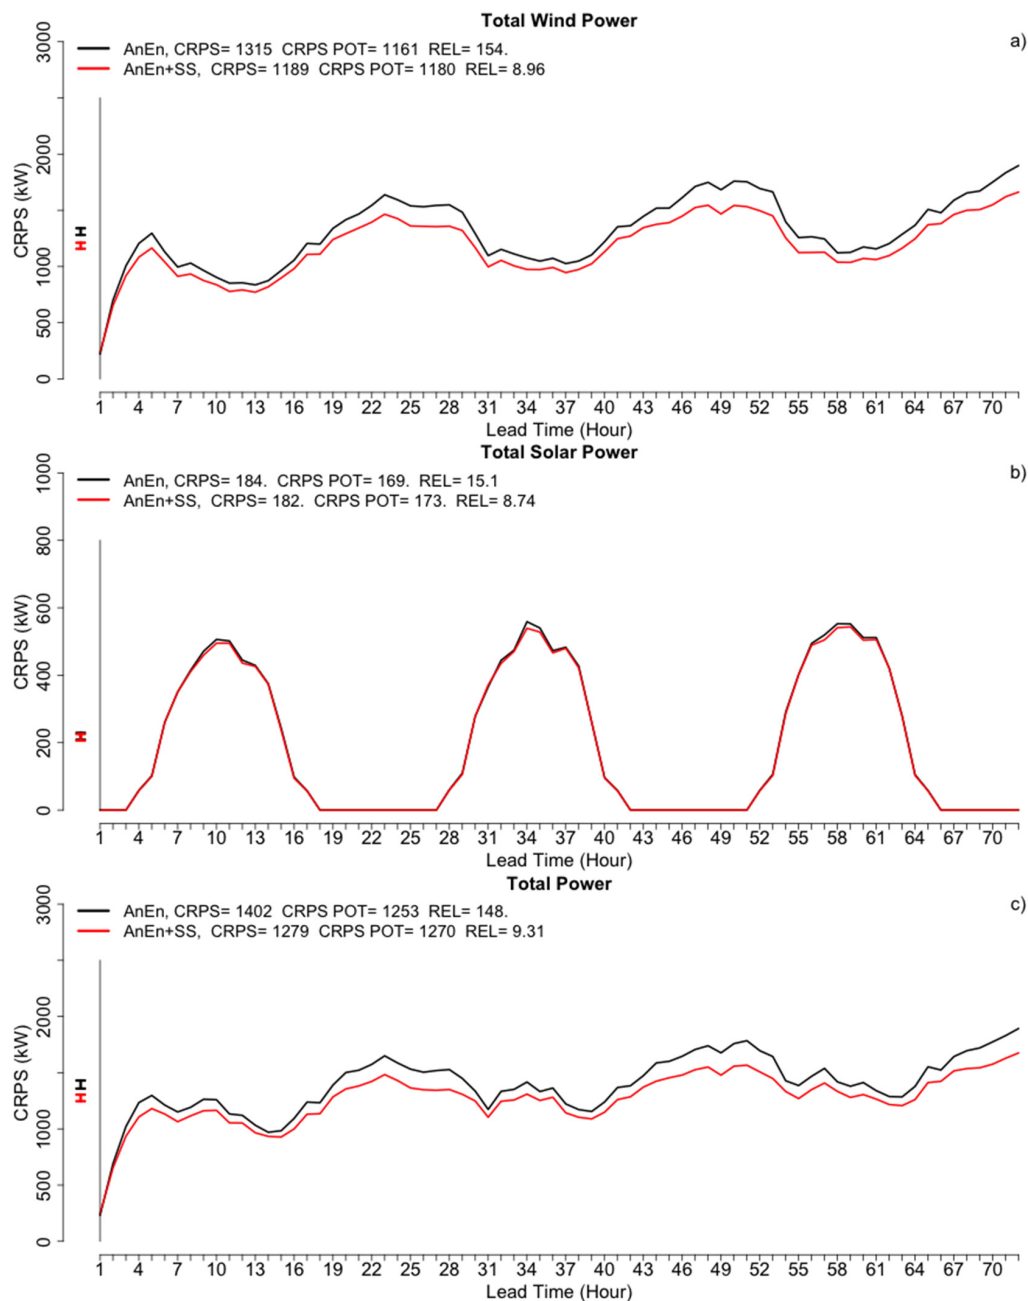 Total Wind Power
a)
AnEn, CRPS= 1315 CRPS POT= 1161 REL= 154.
AnEn+SS, CRPS= 1189 CRPS POT= 1180 REL= 8.96
CRPS (kW)
0 500 1000 2000 3000
1 4 7 10 13 16 19 22 25 28 31 34 37 40 43 46 49 52 55 58 61 64 67 70
Lead Time (Hour)
Total Solar Power
b)
AnEn, CRPS= 184. CRPS POT= 169. REL= 15.1
AnEn+SS, CRPS= 182. CRPS POT= 173. REL= 8.74
CRPS (kW)
0 200 400 600 800 1000
1 4 7 10 13 16 19 22 25 28 31 34 37 40 43 46 49 52 55 58 61 64 67 70
Lead Time (Hour)
Total Power
c)
AnEn, CRPS= 1402 CRPS POT= 1253 REL= 148.
AnEn+SS, CRPS= 1279 CRPS POT= 1270 REL= 9.31
CRPS (kW)
0 500 1000 2000 3000
1 4 7 10 13 16 19 22 25 28 31 34 37 40 43 46 49 52 55 58 61 64 67 70
Lead Time (Hour)